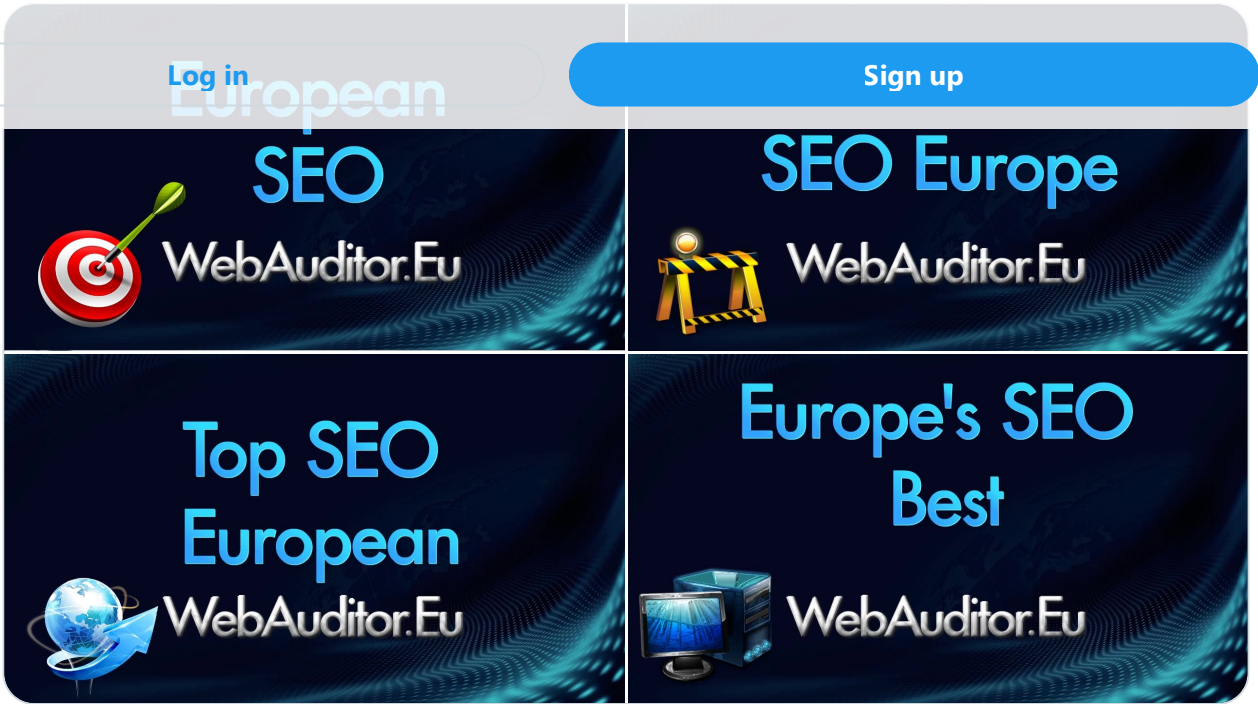 Log in
Sign up
European
SEO
WebAuditor.Eu
SEO Europe
WebAuditor.Eu
Top SEO
European
WebAuditor.Eu
Europe's SEO
Best
WebAuditor.Eu